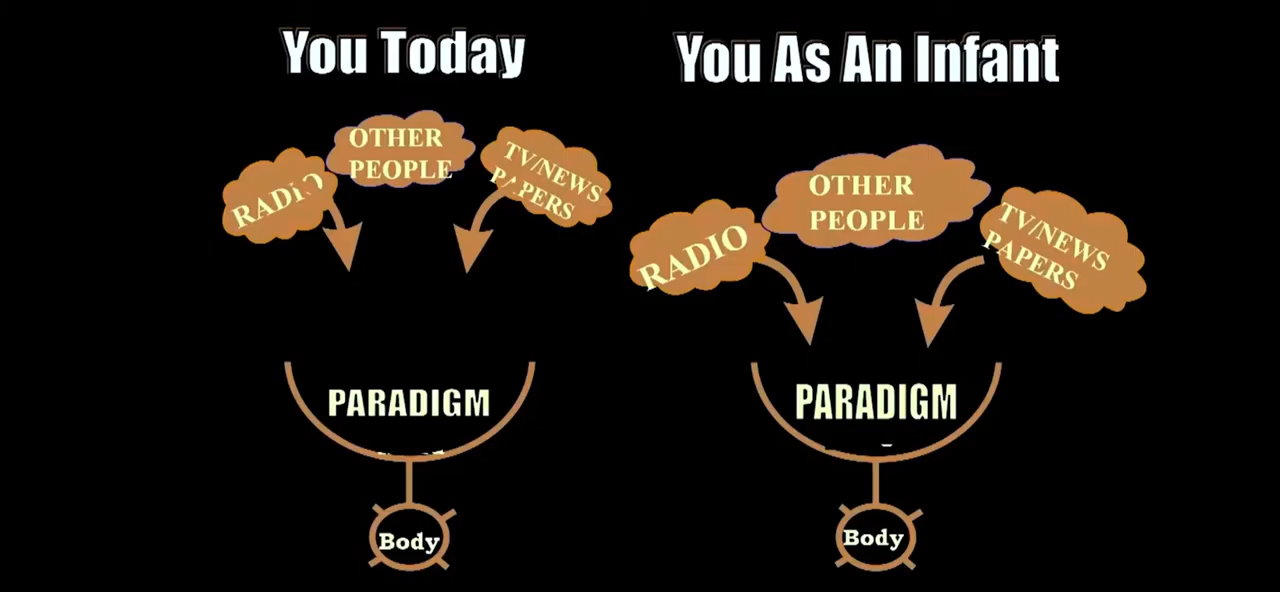 You Today
RADIO
OTHER
PEOPLE
TV/NEWS
PAPERS
PARADIGM
Body
You As An Infant
RADIO
OTHER
PEOPLE
TV/NEWS
PAPERS
PARADIGM
Body